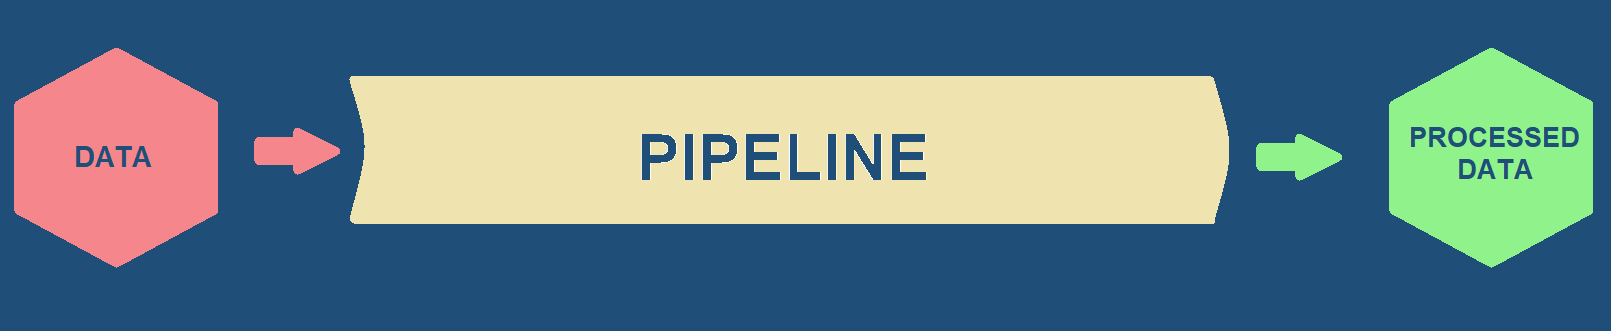 DATA
PIPELINE
PROCESSED
DATA